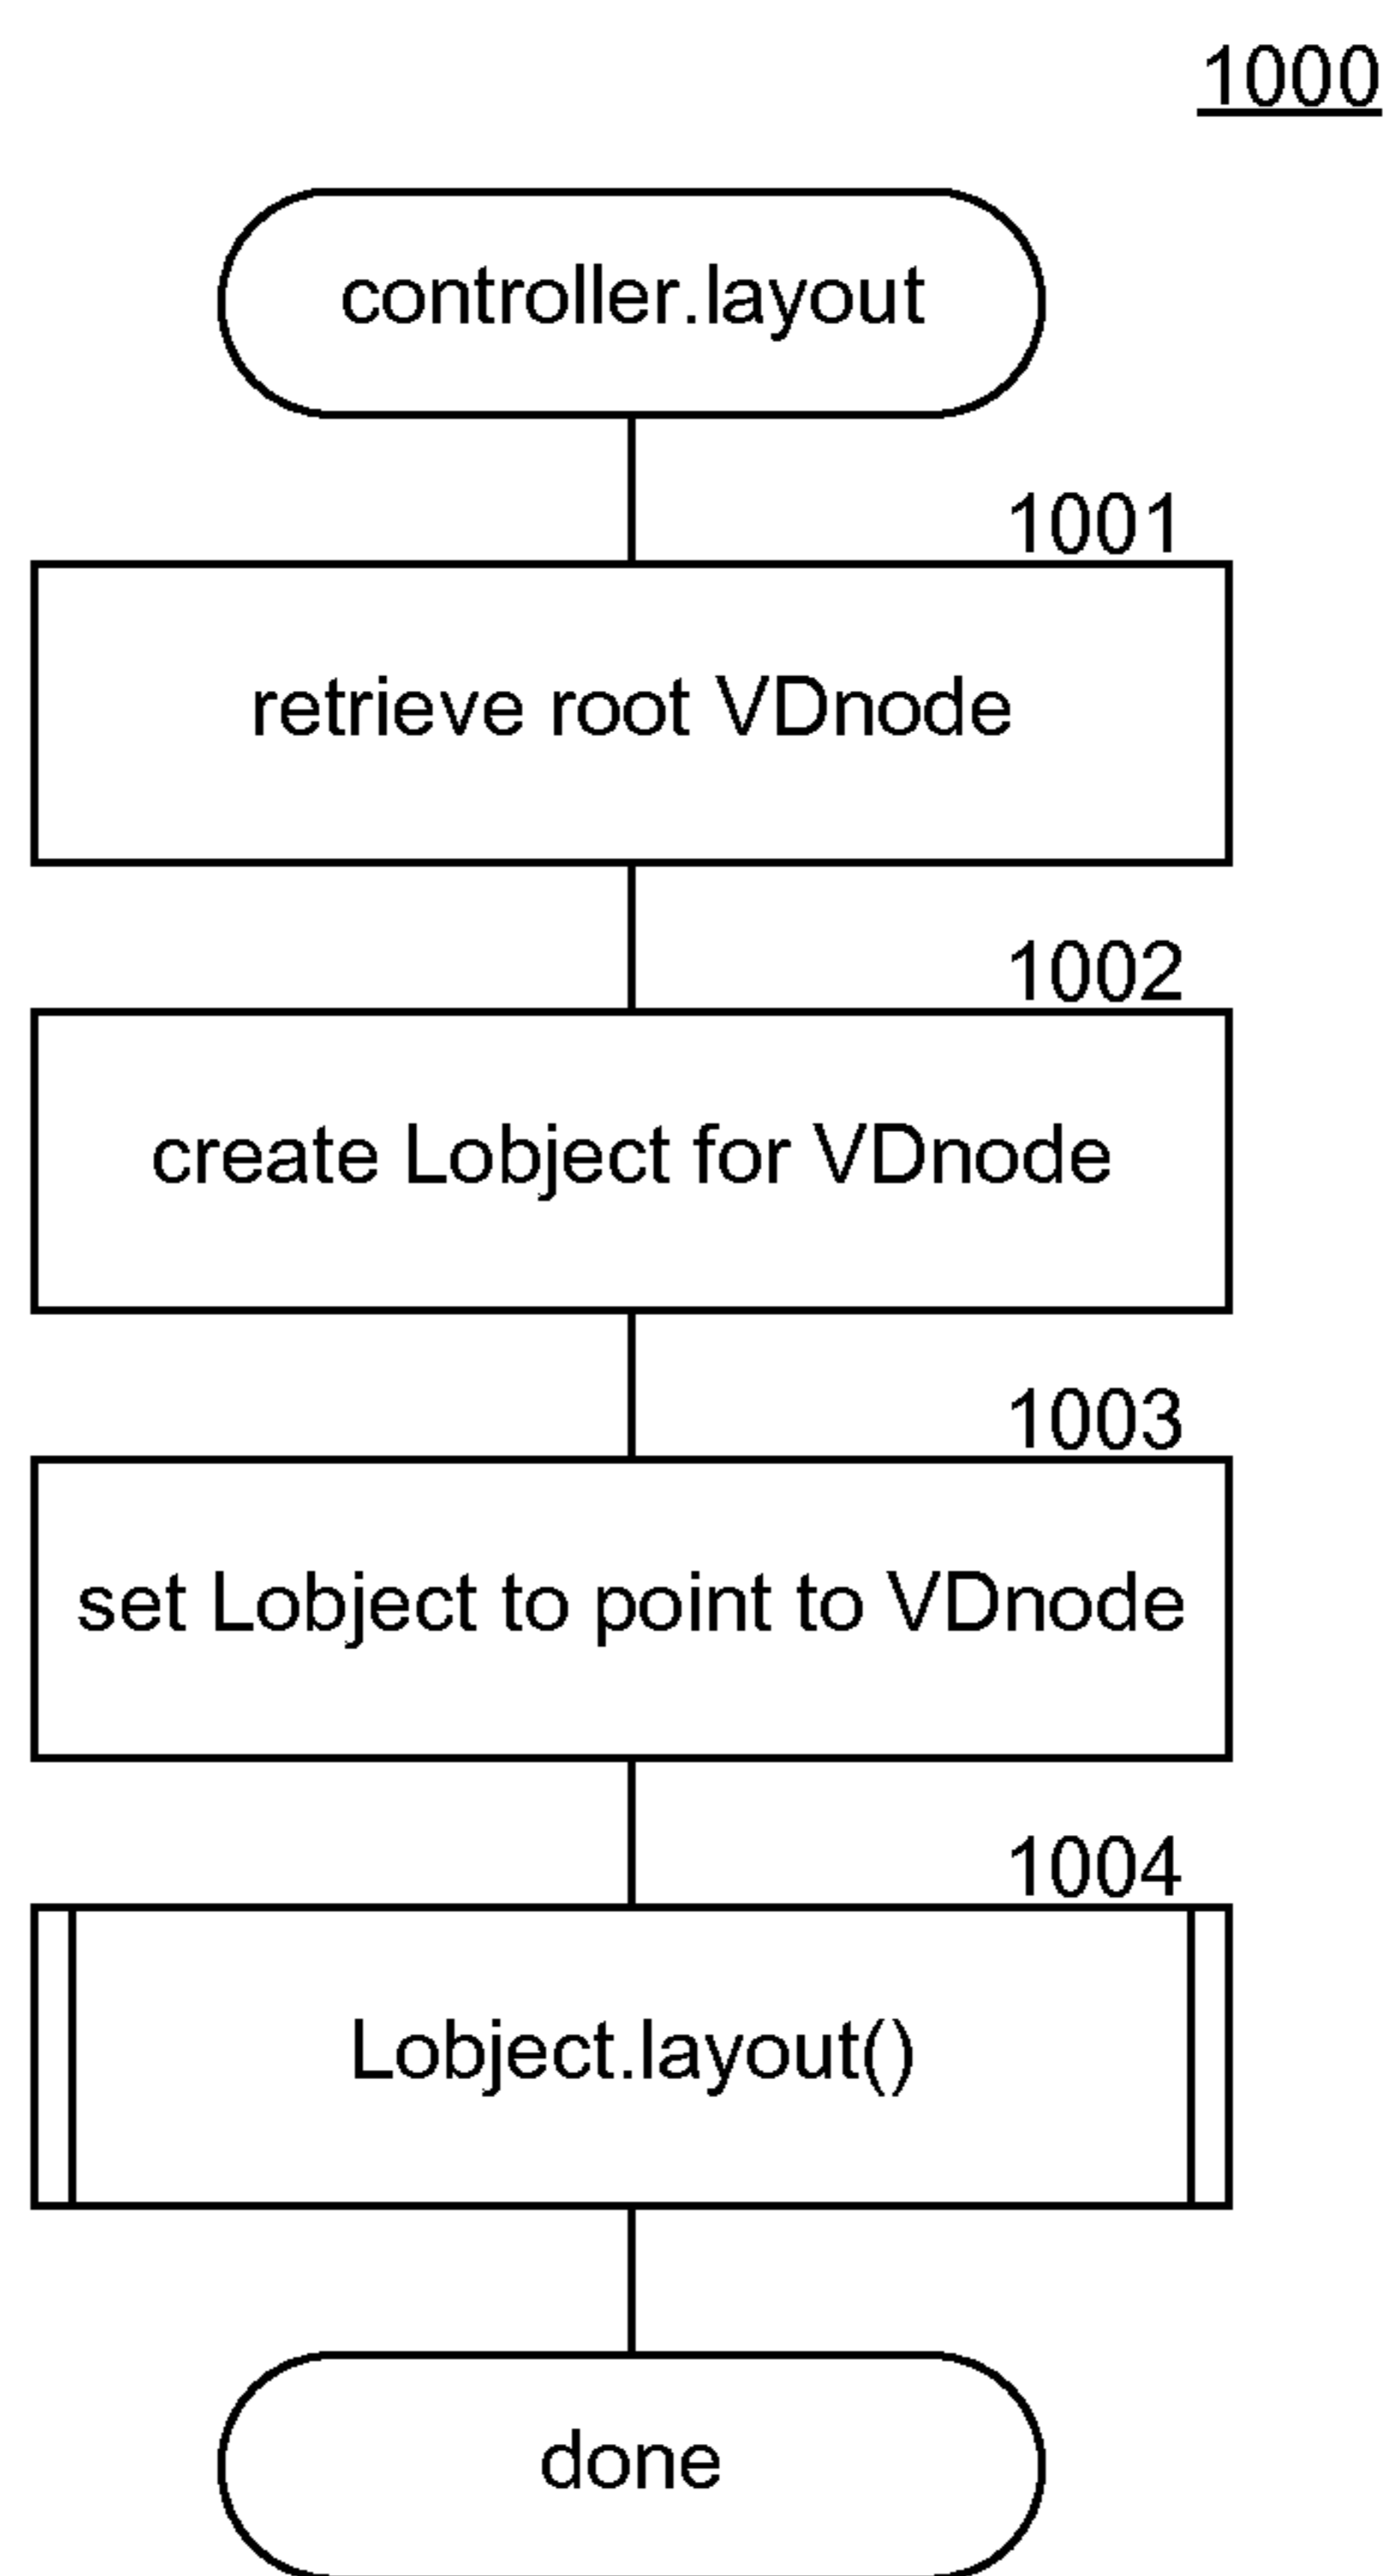 1000
controller.layout
1001
retrieve root VDnode
1002
create Lobject for VDnode
1003
set Lobject to point to VDnode
1004
Lobject.layout()
done